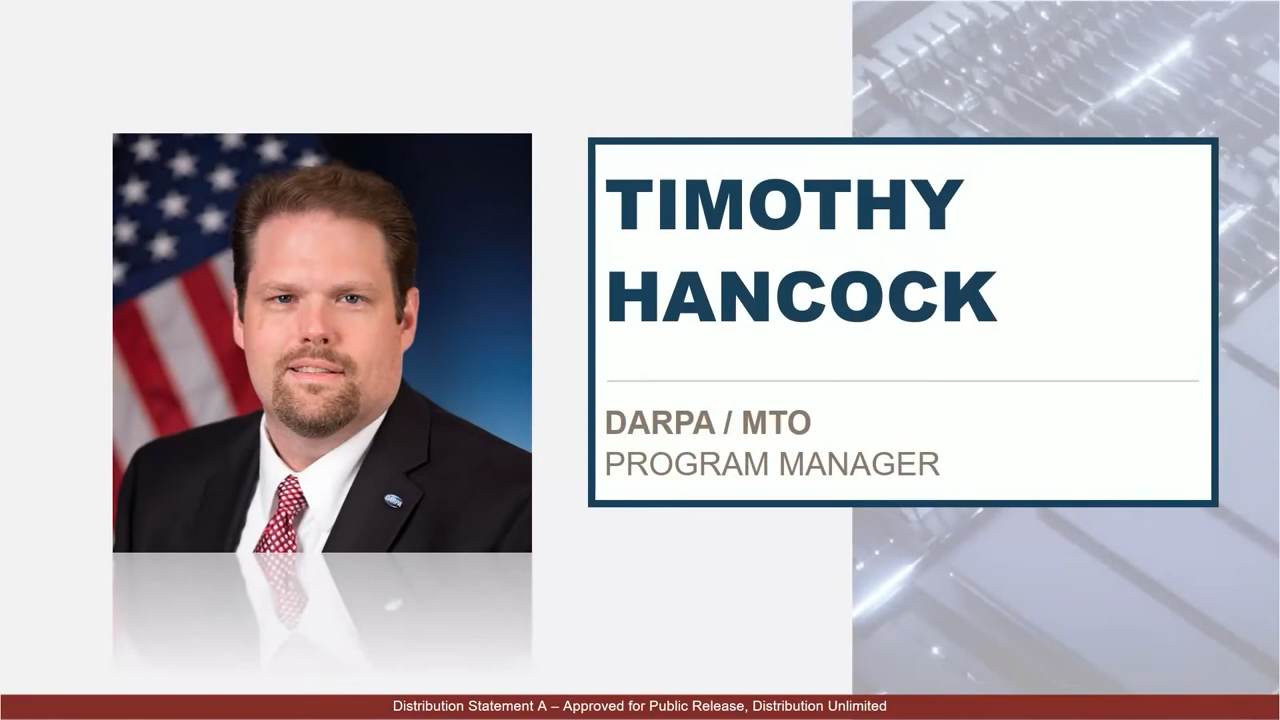 TIMOTHY
HANCOCK
DARPA / MTO
PROGRAM MANAGER
Distribution Statement A – Approved for Public Release, Distribution Unlimited